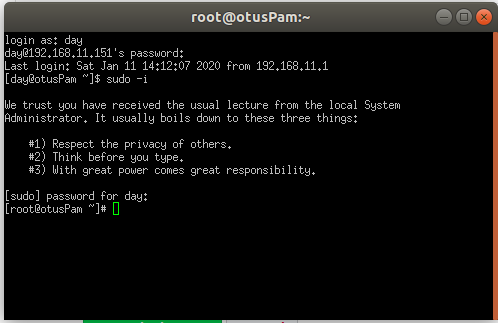 root@otusPam:~
login as: day
day@192.168.11.151's password:
Last login: Sat Jan 11 14:12:07 2020 from 192.168.11.1
[day@otusPam ~]$ sudo -i
We trust you have received the usual lecture from the local System
Administrator. It usually boils down to these three things:
#1) Respect the privacy of others.
#2) Think before you type.
#3) With great power comes great responsibility.
[sudo] password for day:
[root@otusPam ~]#